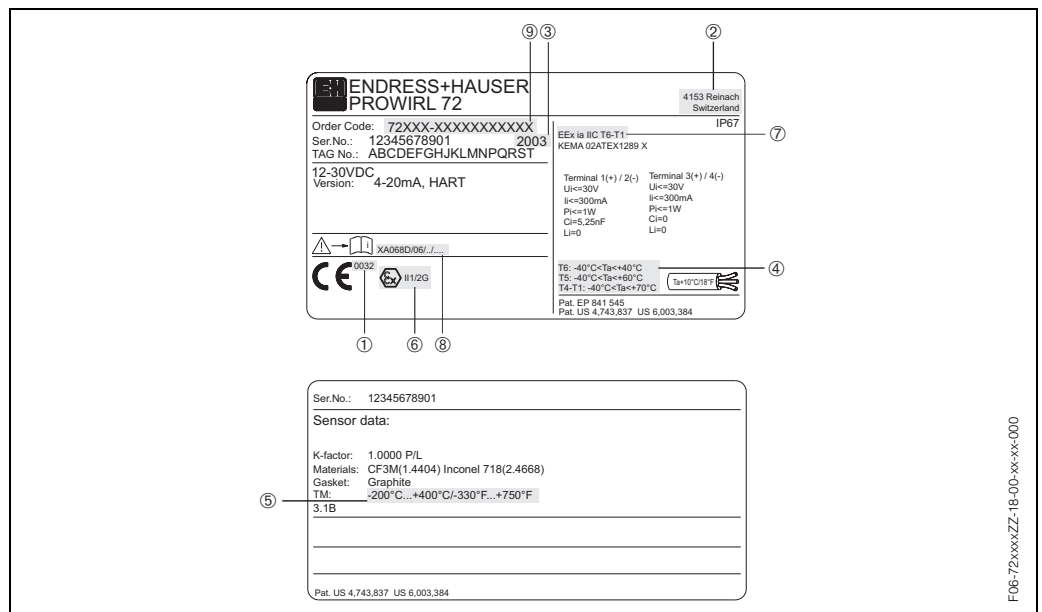 ⑨ ③ ②
EH ENDRESS+HAUSER
PROWIRL 72
4153 Reinach
Switzerland
IP67
Order Code: 72XXX-XXXXXXXXXXX
Ser.No.: 12345678901 2003
TAG No.: ABCDEFGHJKLMNPQRST
12-30VDC
Version: 4-20mA, HART
i XA068D/06/../....
CE 0032 Ex II1/2G
EEx ia IIC T6-T1 ⑦
KEMA 02ATEX1289 X
Terminal 1(+) / 2(-)
Ui<=30V
Ii<=300mA
Pi<=1W
Ci=5,25nF
Li=0
Terminal 3(+) / 4(-)
Ui<=30V
Ii<=300mA
Pi<=1W
Ci=0
Li=0
T6: -40°C<Ta<+40°C ④
T5: -40°C<Ta<+60°C
T4-T1: -40°C<Ta<+70°C
Ta+10°C/18°F
Pat. EP 841 545
Pat. US 4,743,837 US 6,003,384
① ⑥ ⑧
Ser.No.: 12345678901
Sensor data:
K-factor: 1.0000 P/L
Materials: CF3M(1.4404) Inconel 718(2.4668)
Gasket: Graphite
⑤ TM: -200°C...+400°C/-330°F...+750°F
3.1B
Pat. US 4,743,837 US 6,003,384
F06-72xxxxZZ-18-00-xx-xx-000